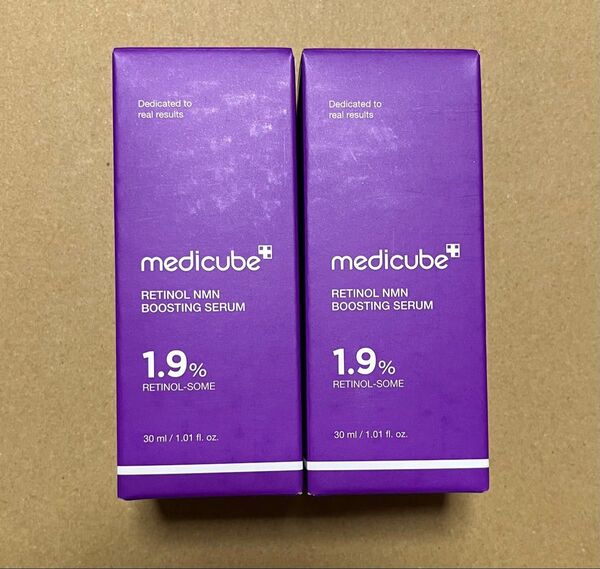 Dedicated to
real results
medicube
RETINOL NMN
BOOSTING SERUM
1.9%
RETINOL-SOME
30 ml / 1.01 fl. oz.
Dedicated to
real results
medicube
RETINOL NMN
BOOSTING SERUM
1.9%
RETINOL-SOME
30 ml / 1.01 fl. oz.